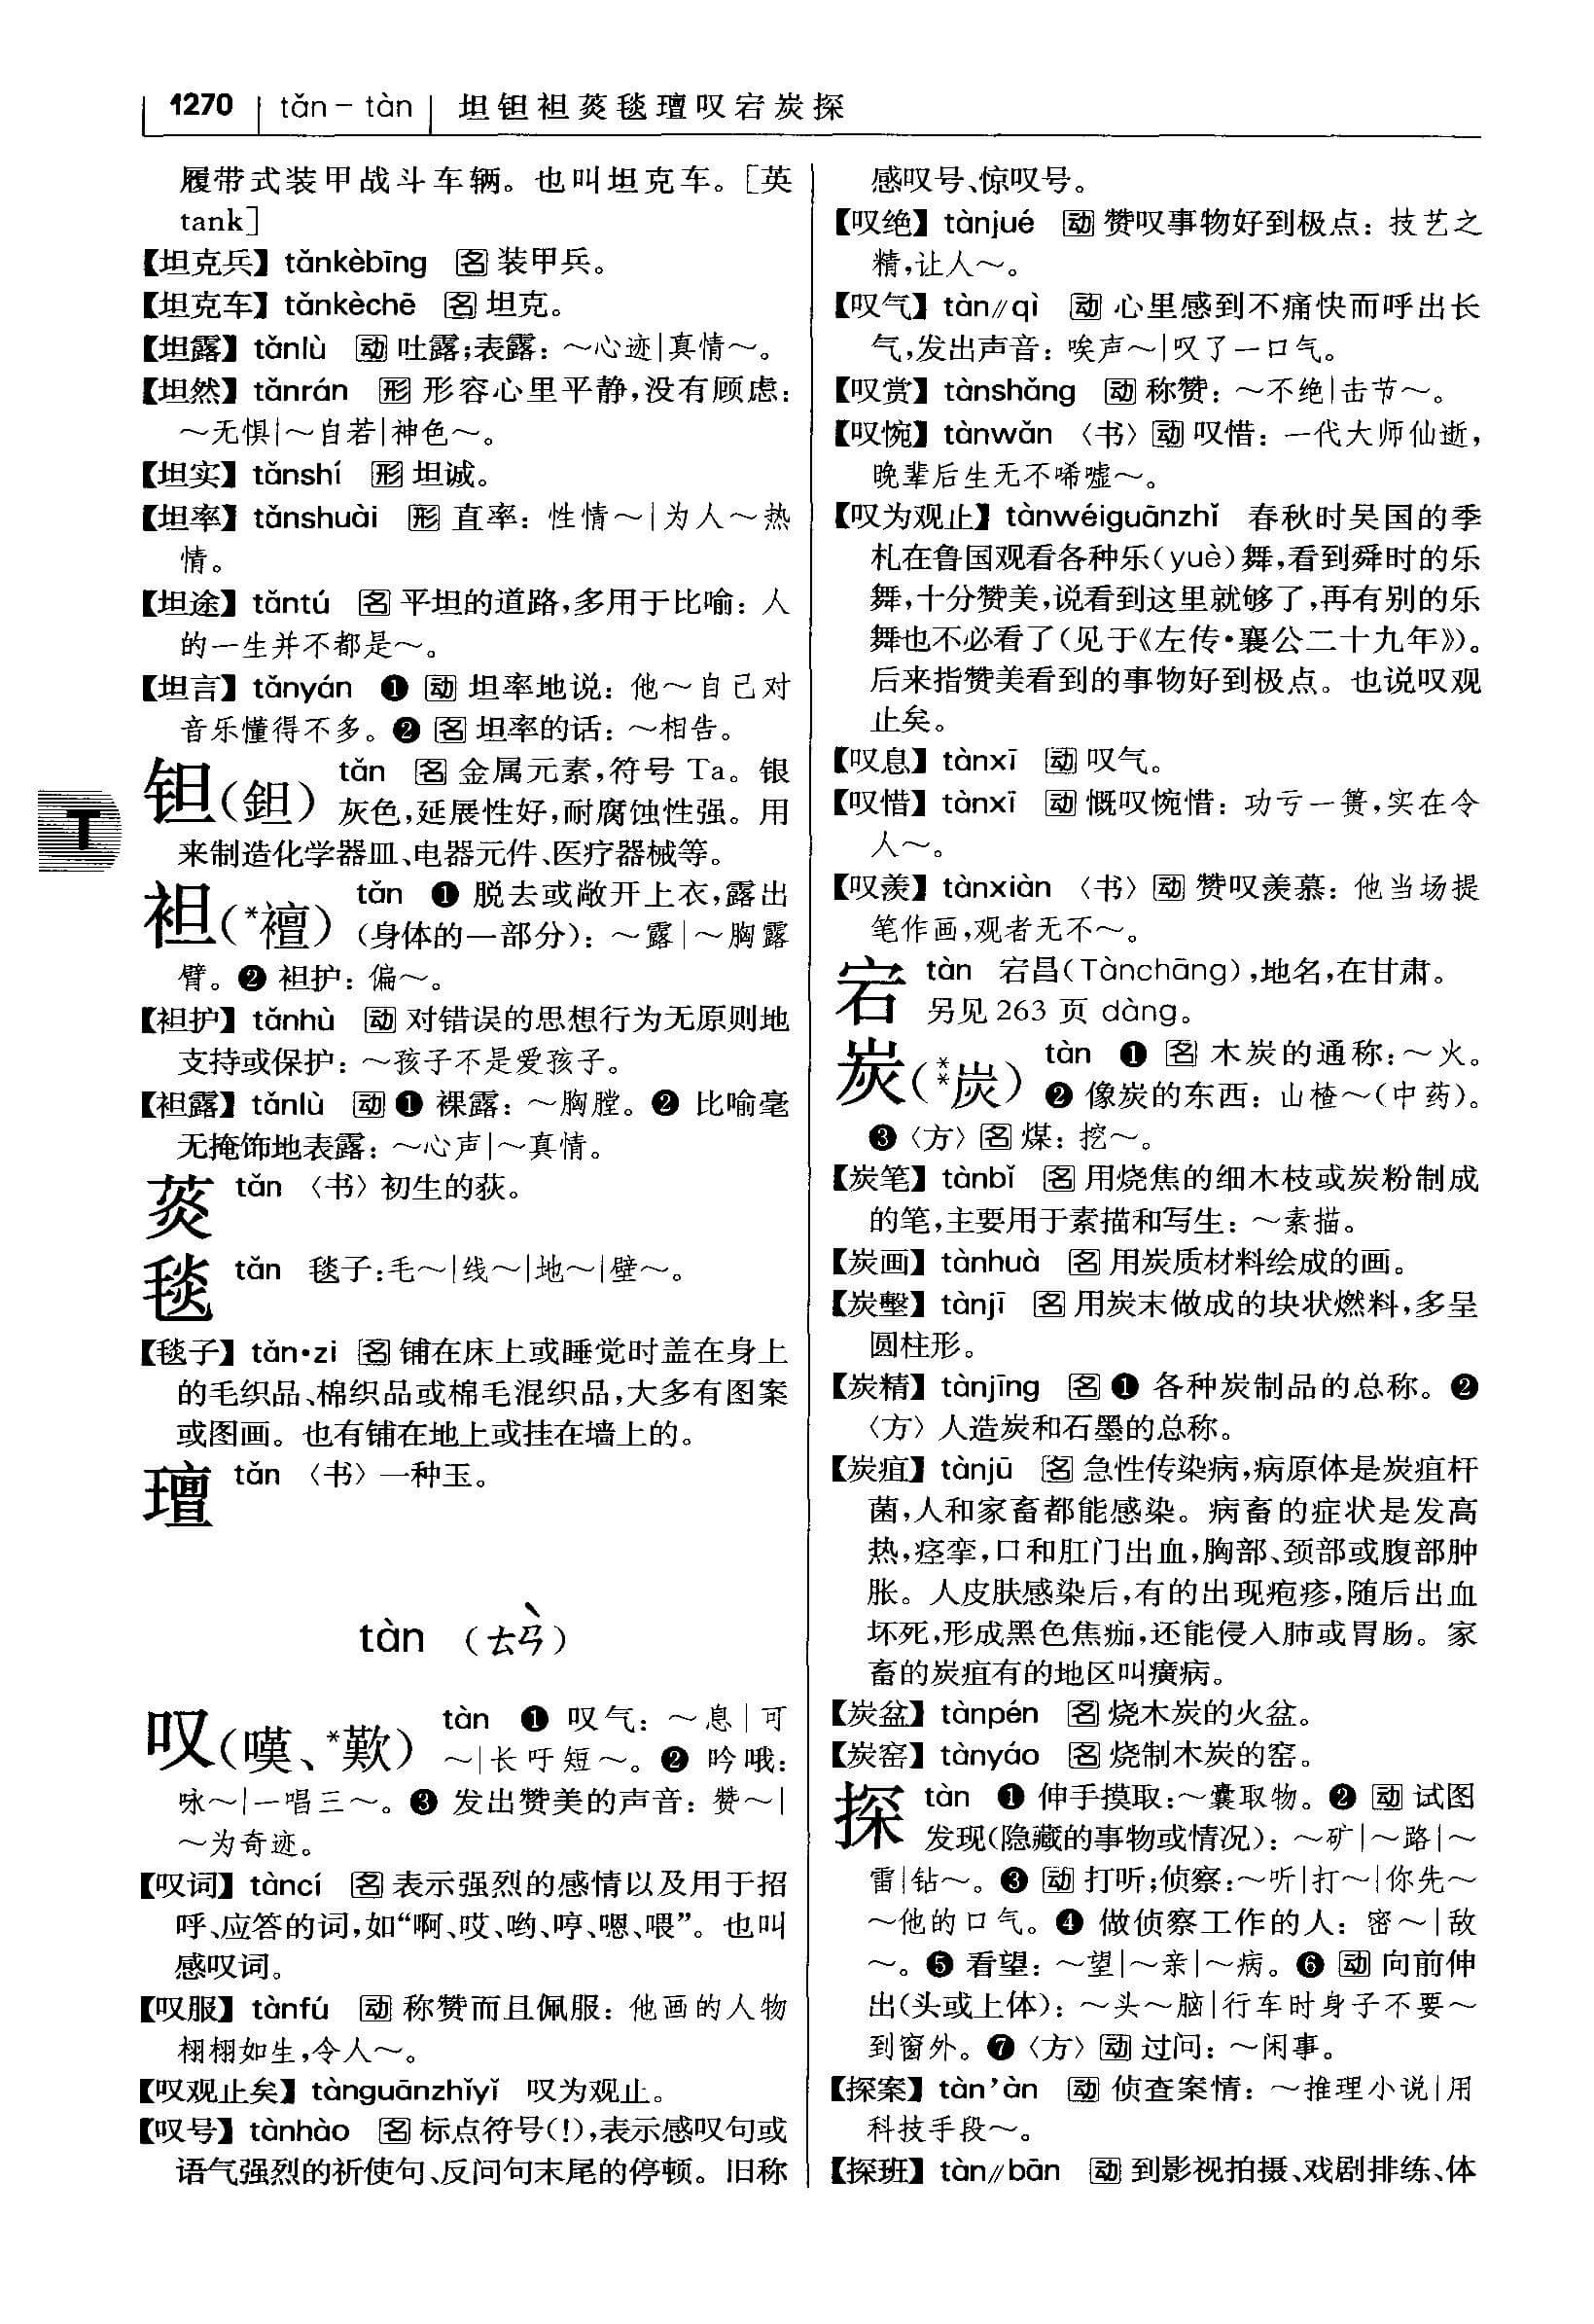 1270 tǎn – tàn 坦钽袒菼毯璮叹宕炭探
履带式装甲战斗车辆。也叫坦克车。[英
tank]
【坦克兵】tǎnkèbīng 名 装甲兵。
【坦克车】tǎnkèchē 名 坦克。
【坦露】tǎnlù 动 吐露;表露：～心迹|真情～。
【坦然】tǎnrán 形 形容心里平静,没有顾虑：
～无惧|～自若|神色～。
【坦实】tǎnshí 形 坦诚。
【坦率】tǎnshuài 形 直率：性情～|为人～热
情。
【坦途】tǎntú 名 平坦的道路,多用于比喻：人
的一生并不都是～。
【坦言】tǎnyán ❶ 动 坦率地说：他～自己对
音乐懂得不多。❷ 名 坦率的话：～相告。
钽(鉭) tǎn 名 金属元素,符号 Ta。银
灰色,延展性好,耐腐蚀性强。用
来制造化学器皿、电器元件、医疗器械等。
袒(*襢) tǎn ❶ 脱去或敞开上衣,露出
(身体的一部分)：～露|～胸露
臂。❷ 袒护：偏～。
【袒护】tǎnhù 动 对错误的思想行为无原则地
支持或保护：～孩子不是爱孩子。
【袒露】tǎnlù 动 ❶ 裸露：～胸膛。❷ 比喻毫
无掩饰地表露：～心声|～真情。
菼 tǎn 〈书〉初生的荻。
毯 tǎn 毯子:毛～|线～|地～|壁～。
【毯子】tǎn•zi 名 铺在床上或睡觉时盖在身上
的毛织品、棉织品或棉毛混织品,大多有图案
或图画。也有铺在地上或挂在墙上的。
璮 tǎn 〈书〉一种玉。
tàn (ㄊㄢˋ)
叹(嘆、*歎) tàn ❶ 叹气：～息|可
～|长吁短～。❷ 吟哦：
咏～|一唱三～。❸ 发出赞美的声音：赞～|
～为奇迹。
【叹词】tàncí 名 表示强烈的感情以及用于招
呼、应答的词,如“啊、哎、哟、哼、嗯、喂”。也叫
感叹词。
【叹服】tànfú 动 称赞而且佩服：他画的人物
栩栩如生,令人～。
【叹观止矣】tànguānzhǐyǐ 叹为观止。
【叹号】tànhào 名 标点符号(!),表示感叹句或
语气强烈的祈使句、反问句末尾的停顿。旧称
感叹号、惊叹号。
【叹绝】tànjué 动 赞叹事物好到极点：技艺之
精,让人～。
【叹气】tàn∥qì 动 心里感到不痛快而呼出长
气,发出声音：唉声～|叹了一口气。
【叹赏】tànshǎng 动 称赞：～不绝|击节～。
【叹惋】tànwǎn 〈书〉动 叹惜：一代大师仙逝,
晚辈后生无不唏嘘～。
【叹为观止】tànwéiguānzhǐ 春秋时吴国的季
札在鲁国观看各种乐(yuè)舞,看到舜时的乐
舞,十分赞美,说看到这里就够了,再有别的乐
舞也不必看了(见于《左传·襄公二十九年》)。
后来指赞美看到的事物好到极点。也说叹观
止矣。
【叹息】tànxī 动 叹气。
【叹惜】tànxī 动 慨叹惋惜：功亏一篑,实在令
人～。
【叹羡】tànxiàn 〈书〉动 赞叹羡慕：他当场提
笔作画,观者无不～。
宕 tàn 宕昌(Tànchāng),地名,在甘肃。
另见 263 页 dàng。
炭(**炭) tàn ❶ 名 木炭的通称:～火。
❷ 像炭的东西：山楂～(中药)。
❸〈方〉名 煤：挖～。
【炭笔】tànbǐ 名 用烧焦的细木枝或炭粉制成
的笔,主要用于素描和写生：～素描。
【炭画】tànhuà 名 用炭质材料绘成的画。
【炭墼】tànjī 名 用炭末做成的块状燃料,多呈
圆柱形。
【炭精】tànjīng 名 ❶ 各种炭制品的总称。❷
〈方〉人造炭和石墨的总称。
【炭疽】tànjū 名 急性传染病,病原体是炭疽杆
菌,人和家畜都能感染。病畜的症状是发高
热,痉挛,口和肛门出血,胸部、颈部或腹部肿
胀。人皮肤感染后,有的出现疱疹,随后出血
坏死,形成黑色焦痂,还能侵入肺或胃肠。家
畜的炭疽有的地区叫癀病。
【炭盆】tànpén 名 烧木炭的火盆。
【炭窑】tànyáo 名 烧制木炭的窑。
探 tàn ❶ 伸手摸取:～囊取物。❷ 动 试图
发现(隐藏的事物或情况)：～矿|～路|～
雷|钻～。❸ 动 打听;侦察:～听|打～|你先～
～他的口气。❹ 做侦察工作的人：密～|敌
～。❺ 看望：～望|～亲|～病。❻ 动 向前伸
出(头或上体)：～头～脑|行车时身子不要～
到窗外。❼〈方〉动 过问：～闲事。
【探案】tàn’àn 动 侦查案情：～推理小说|用
科技手段～。
【探班】tàn∥bān 动 到影视拍摄、戏剧排练、体
T